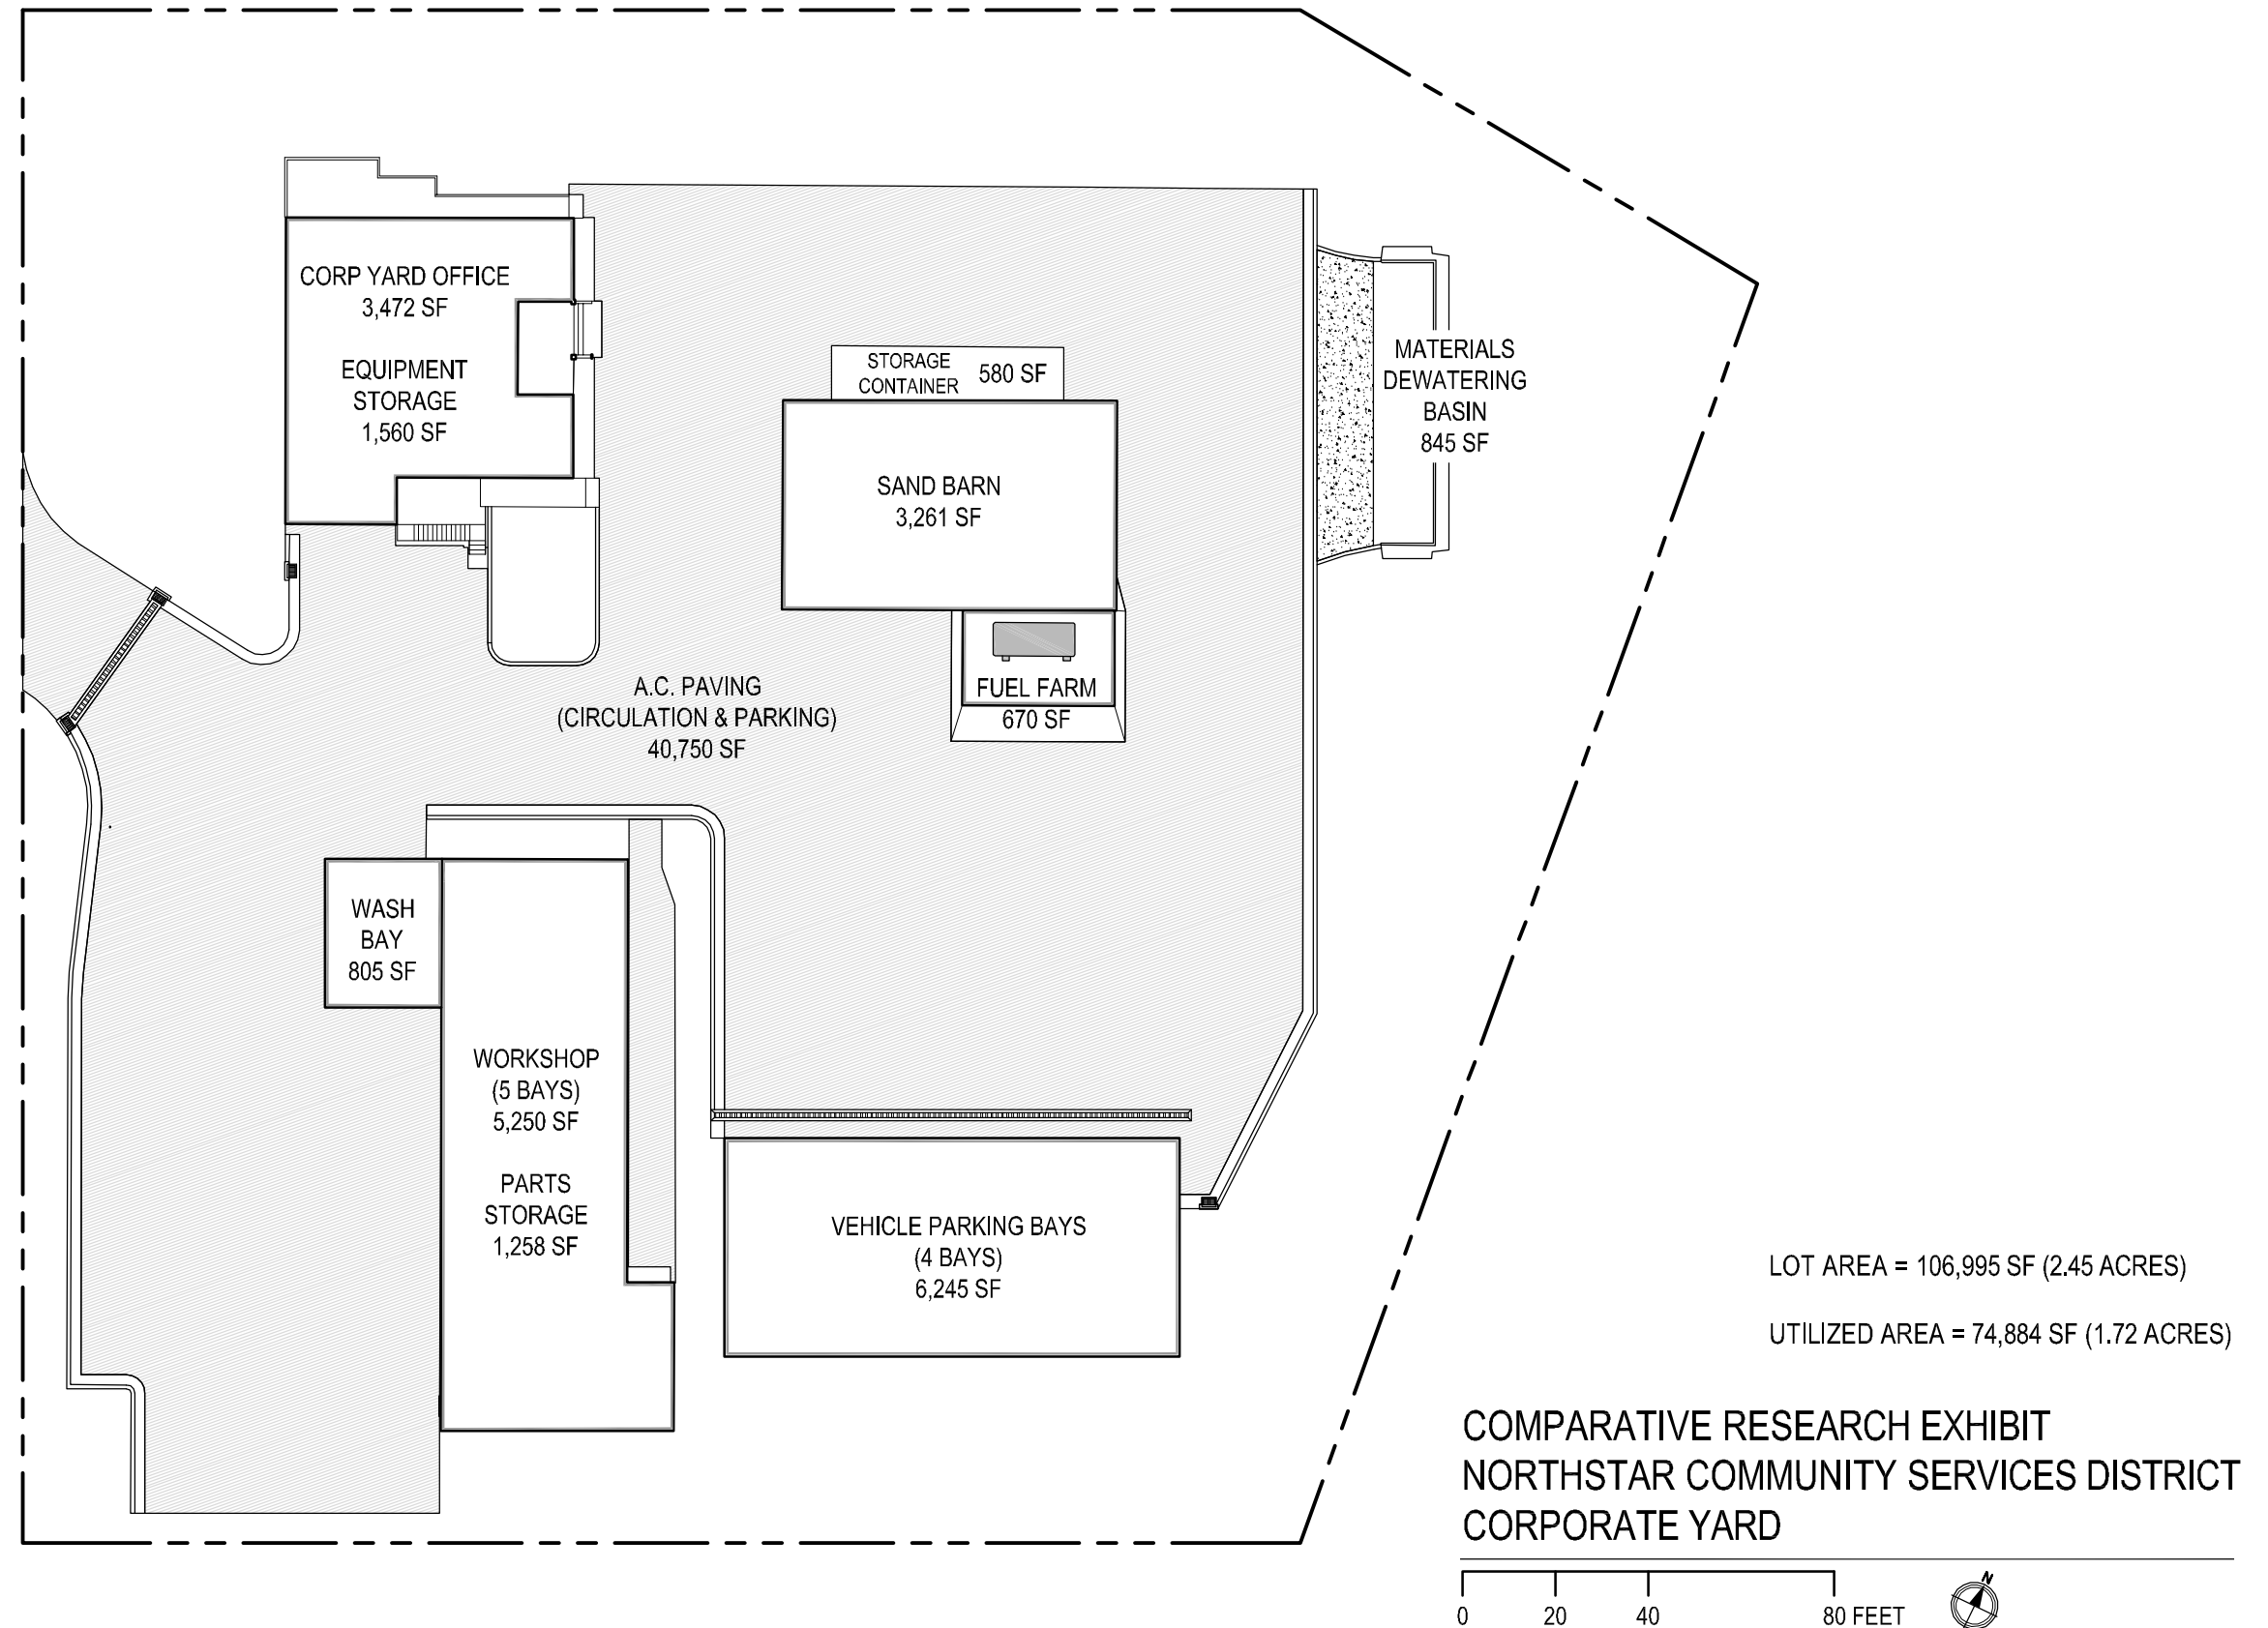 CORP YARD OFFICE
3,472 SF
EQUIPMENT
STORAGE
1,560 SF
STORAGE
CONTAINER
580 SF
MATERIALS
DEWATERING
BASIN
845 SF
SAND BARN
3,261 SF
FUEL FARM
670 SF
A.C. PAVING
(CIRCULATION & PARKING)
40,750 SF
WASH
BAY
805 SF
WORKSHOP
(5 BAYS)
5,250 SF
PARTS
STORAGE
1,258 SF
VEHICLE PARKING BAYS
(4 BAYS)
6,245 SF
LOT AREA = 106,995 SF (2.45 ACRES)
UTILIZED AREA = 74,884 SF (1.72 ACRES)
COMPARATIVE RESEARCH EXHIBIT
NORTHSTAR COMMUNITY SERVICES DISTRICT
CORPORATE YARD
0 20 40 80 FEET
N